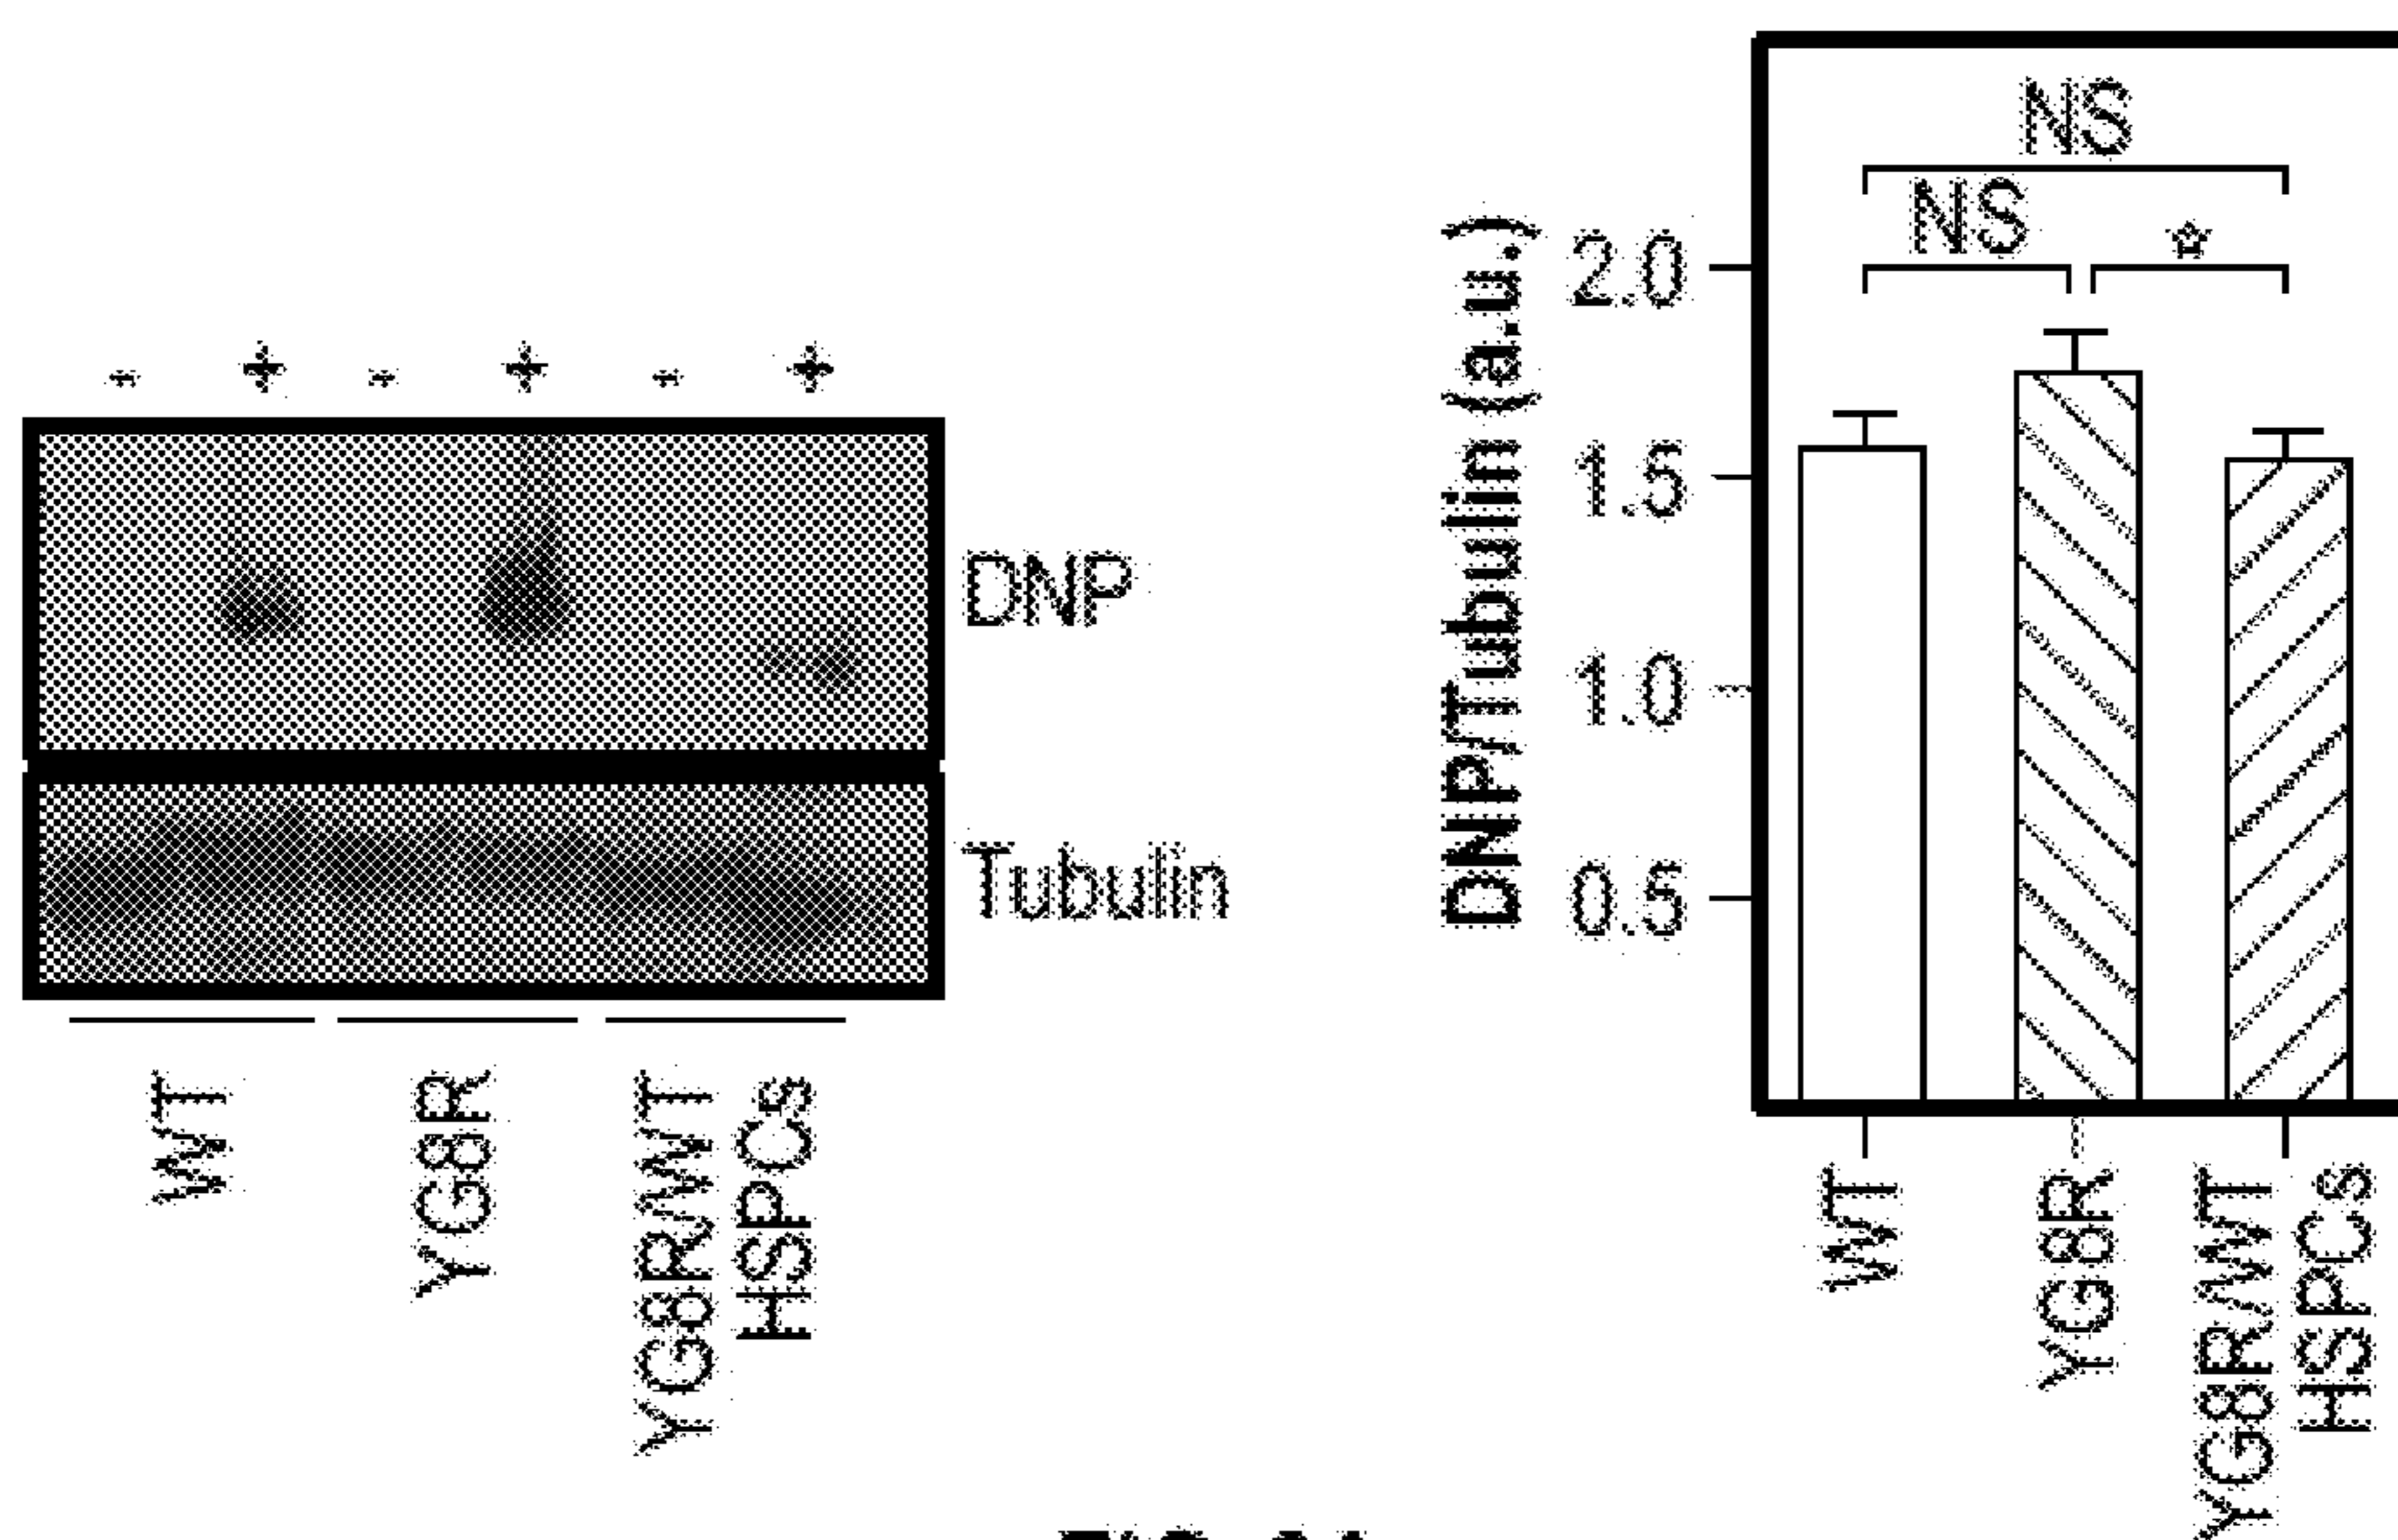 - + - + - +
DNP
Tubulin
WT
YG8R
YG8R/WT
HSPCs
NS
NS
*
DNP/Tubulin (a.u.)
2.0
1.5
1.0
0.5
WT
YG8R
YG8R/WT
HSPCs